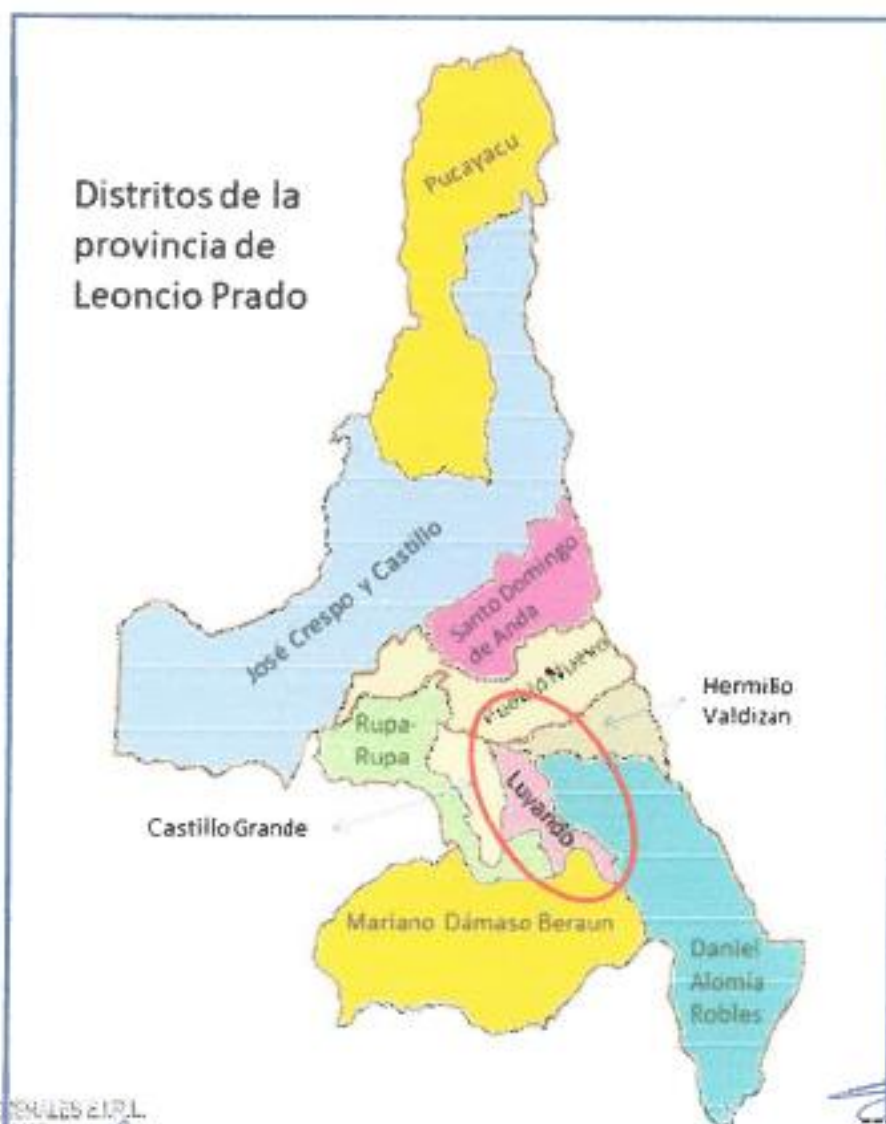 Distritos de la
provincia de
Leoncio Prado
Pucayacu
José Crespo y Castillo
Santo Domingo
de Anda
Pueblo Nuevo
Hermilio
Valdizan
Rupa-
Rupa
Luyando
Castillo Grande
Mariano Dámaso Beraun
Daniel
Alomía
Robles
E.I.R.L.